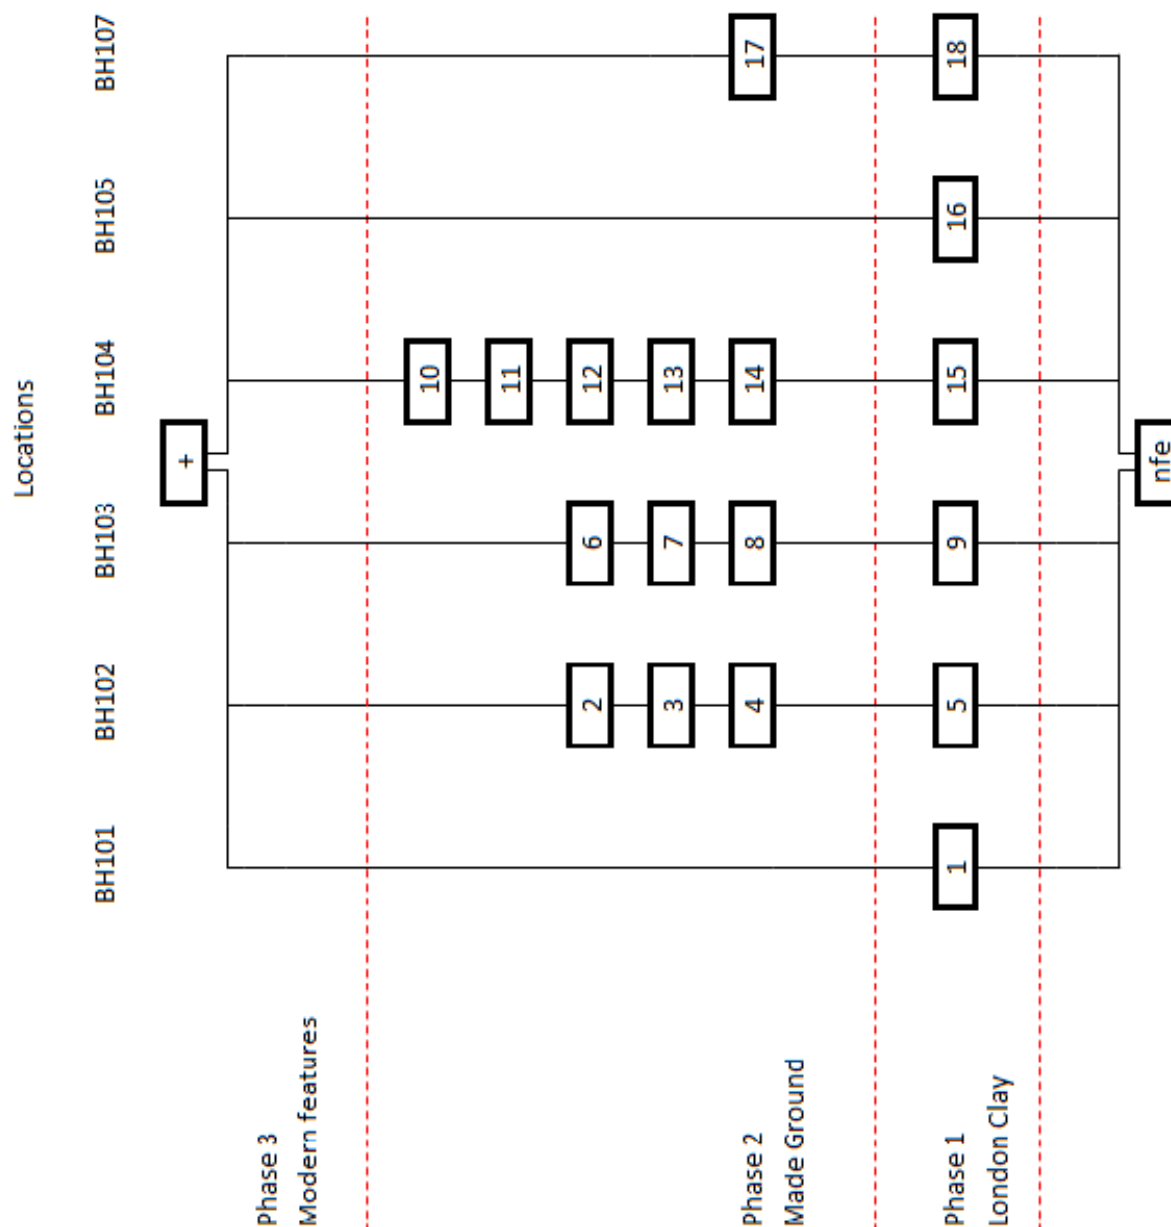 Locations
BH101 BH102 BH103 BH104 BH105 BH107
+
Phase 3
Modern features
10
11
2 6 12
3 7 13
Phase 2 4 8 14 17
Made Ground
Phase 1 1 5 9 15 16 18
London Clay
nfe